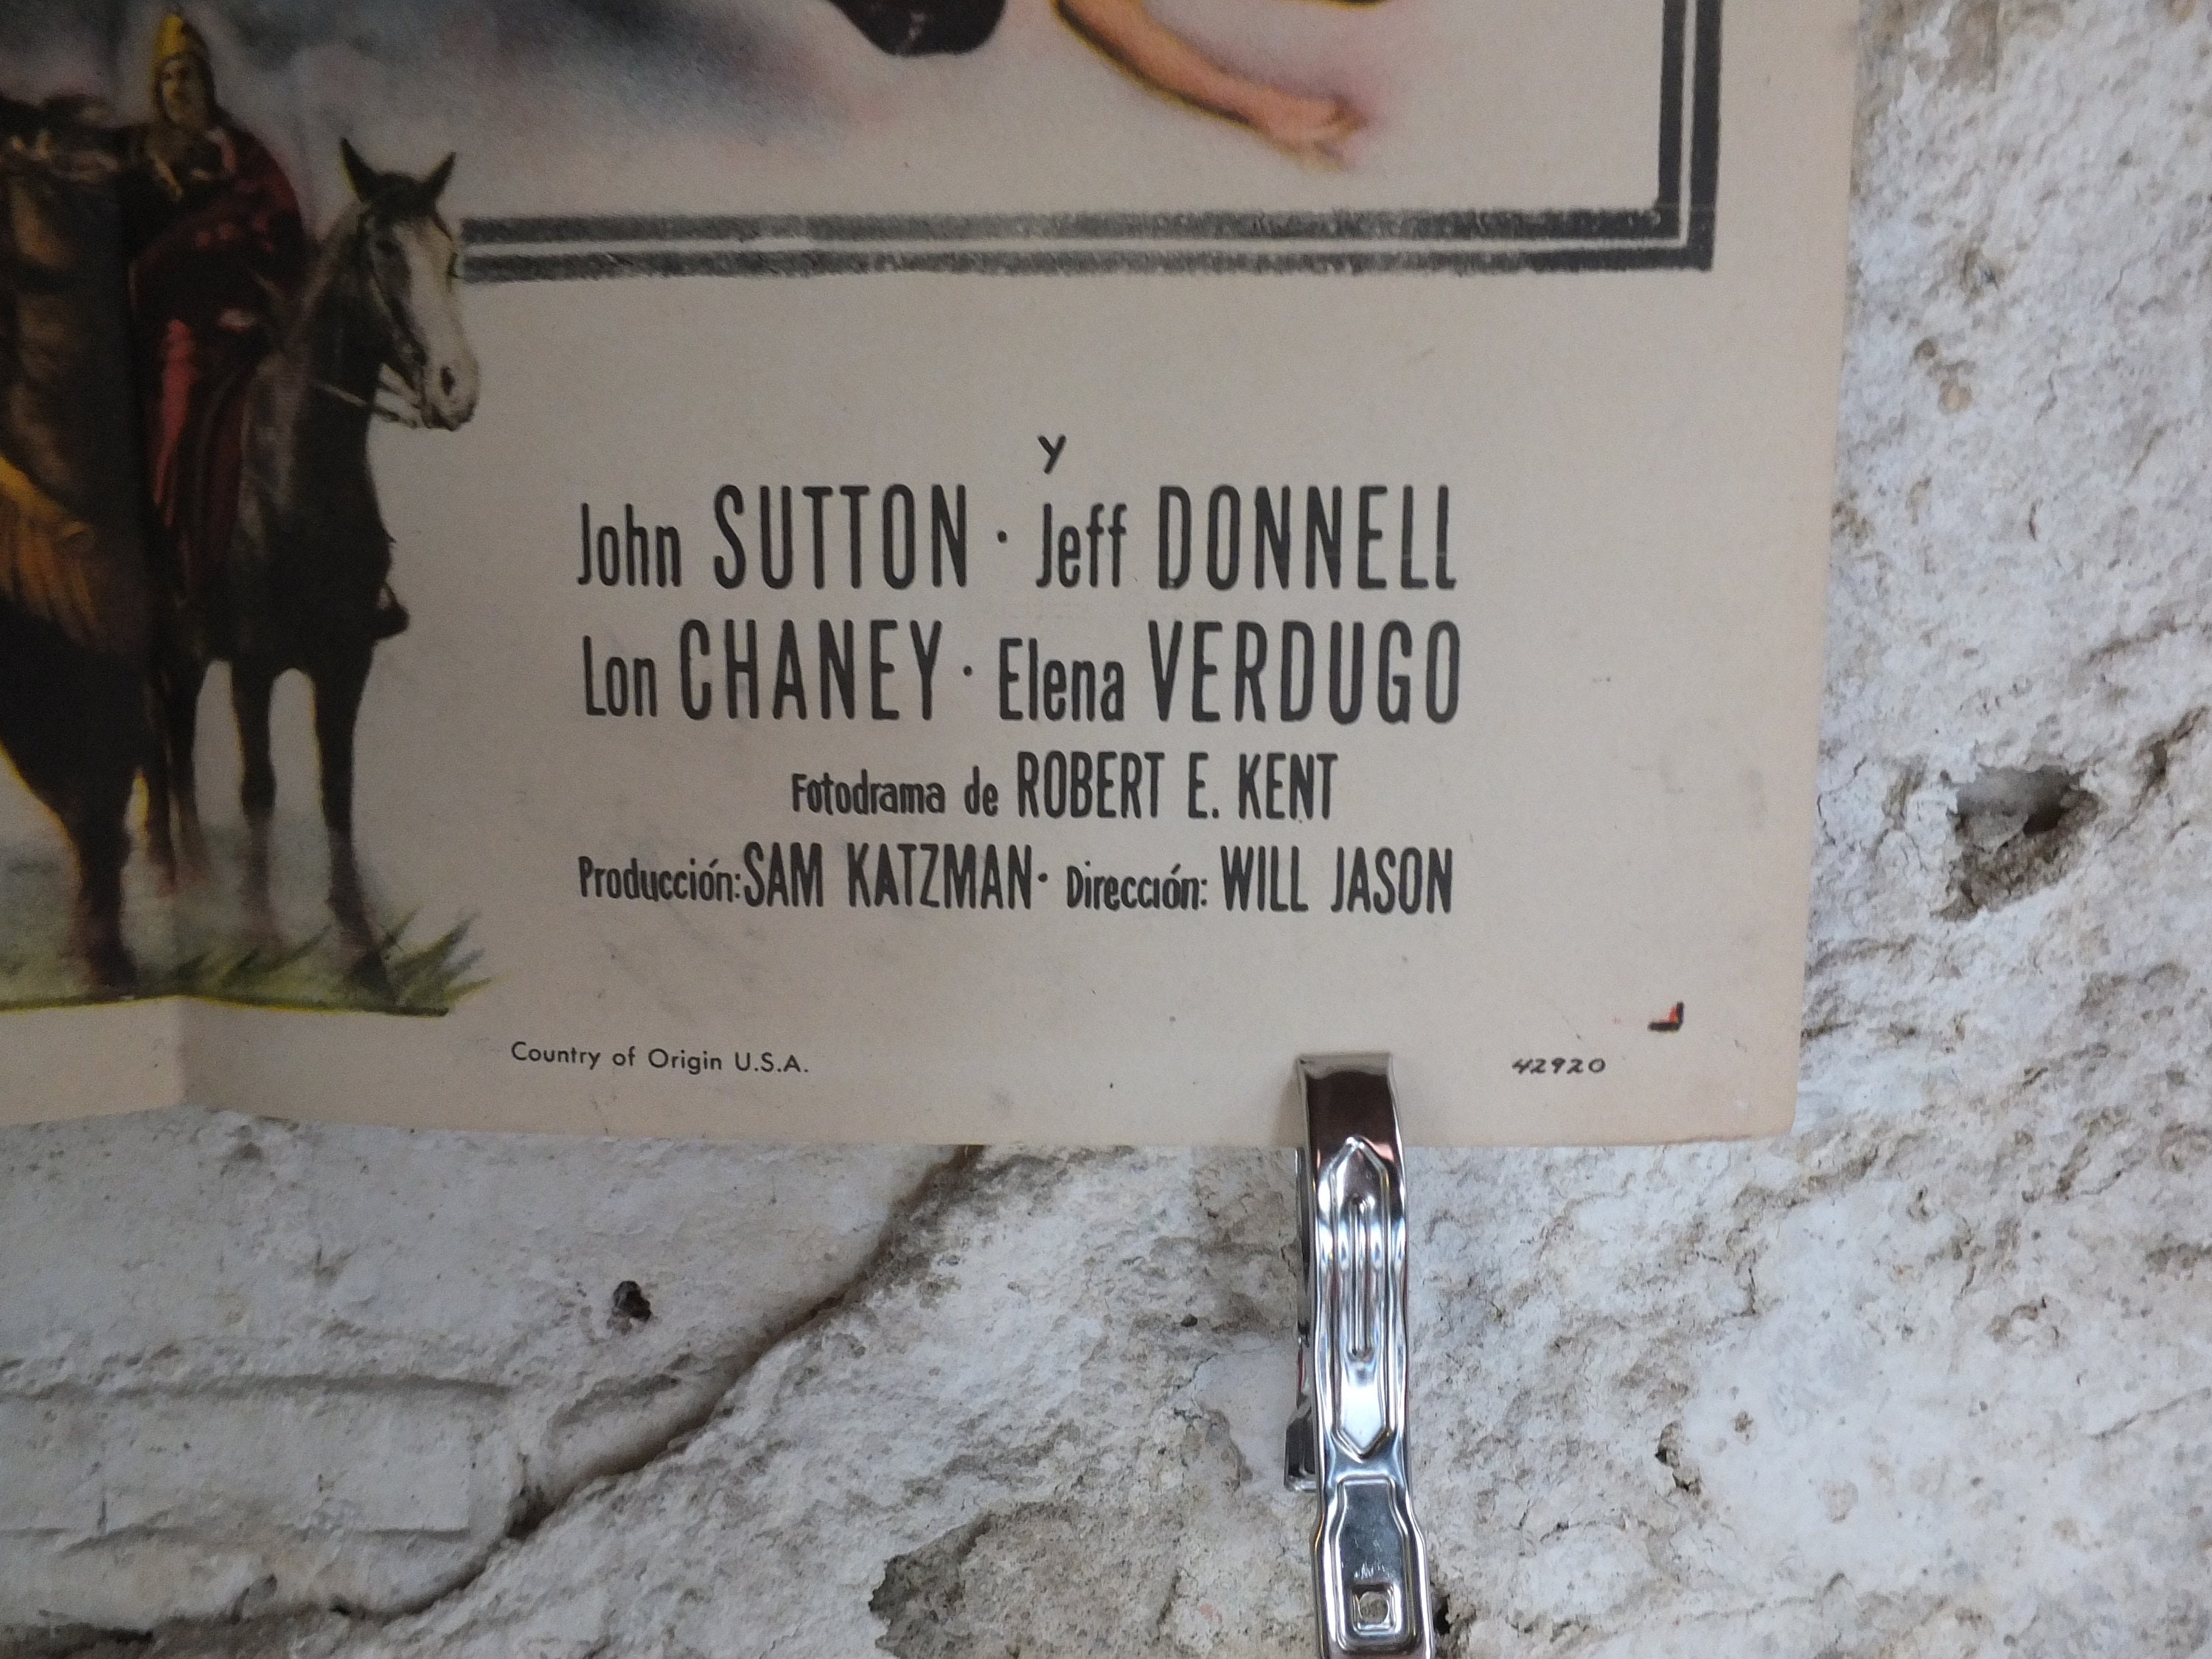 y
John SUTTON · Jeff DONNELL
Lon CHANEY · Elena VERDUGO
Fotodrama de ROBERT E. KENT
Producción: SAM KATZMAN · Dirección: WILL JASON
Country of Origin U.S.A.
42920